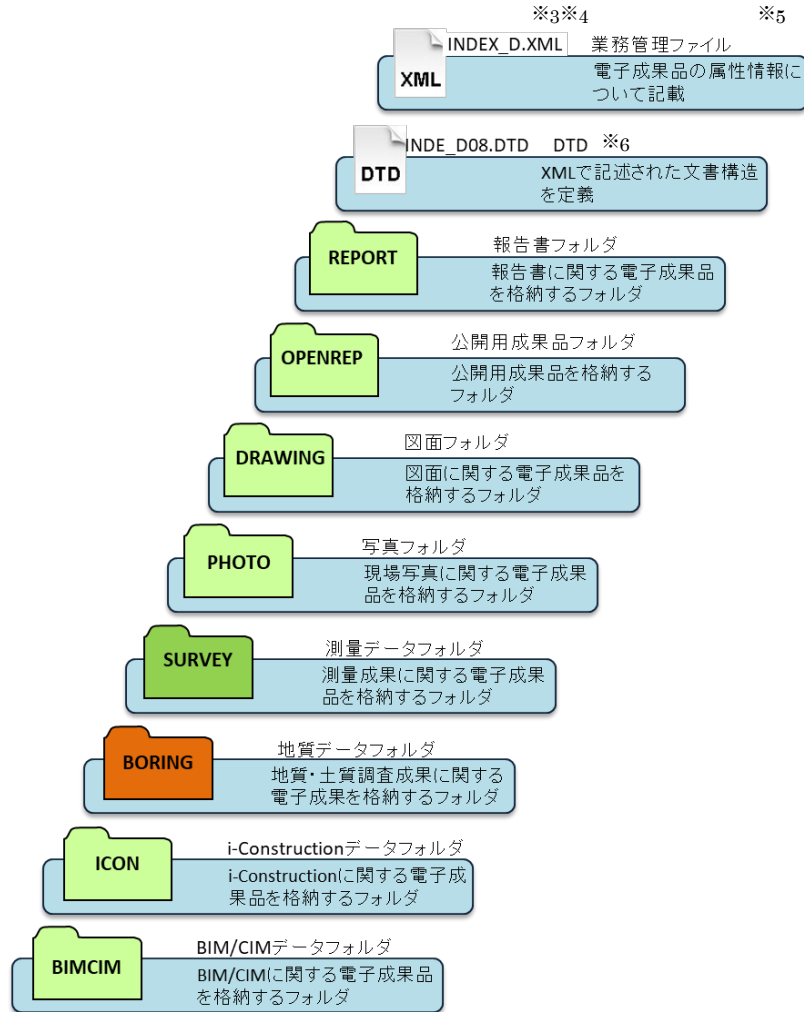 ※3※4 ※5
INDEX_D.XML 業務管理ファイル
XML
電子成果品の属性情報に
ついて記載
INDE_D08.DTD DTD ※6
DTD
XMLで記述された文書構造
を定義
報告書フォルダ
REPORT
報告書に関する電子成果品
を格納するフォルダ
公開用成果品フォルダ
OPENREP
公開用成果品を格納する
フォルダ
図面フォルダ
DRAWING
図面に関する電子成果品を
格納するフォルダ
写真フォルダ
PHOTO
現場写真に関する電子成果
品を格納するフォルダ
測量データフォルダ
SURVEY
測量成果に関する電子成果
品を格納するフォルダ
地質データフォルダ
BORING
地質・土質調査成果に関する
電子成果を格納するフォルダ
i-Constructionデータフォルダ
ICON
i-Constructionに関する電子成
果品を格納するフォルダ
BIM/CIMデータフォルダ
BIMCIM
BIM/CIMに関する電子成果品
を格納するフォルダ